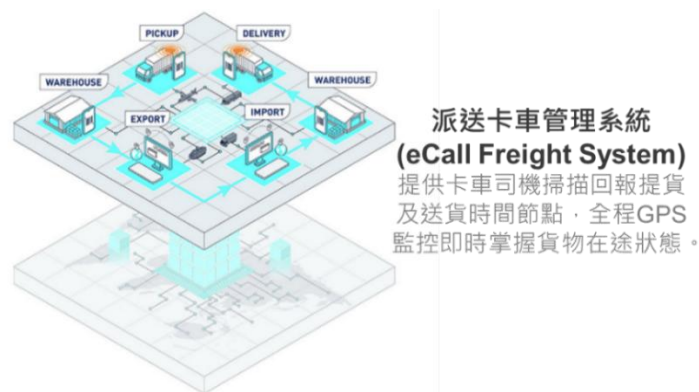 PICKUP
DELIVERY
WAREHOUSE
WAREHOUSE
EXPORT
IMPORT
派送卡車管理系統
(eCall Freight System)
提供卡車司機掃描回報提貨
及送貨時間節點，全程GPS
監控即時掌握貨物在途狀態。